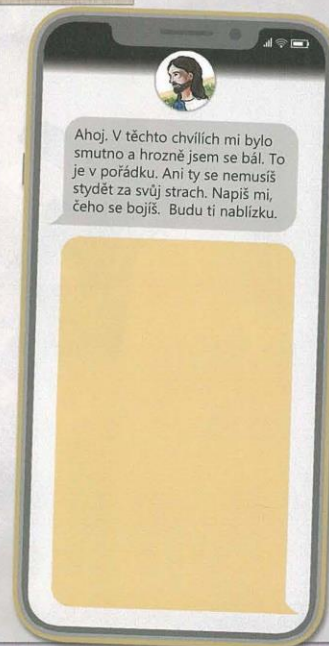 Ahoj. V těchto chvílích mi bylo
smutno a hrozně jsem se bál. To
je v pořádku. Ani ty se nemusíš
stydět za svůj strach. Napiš mi,
čeho se bojíš.  Budu ti nablízku.